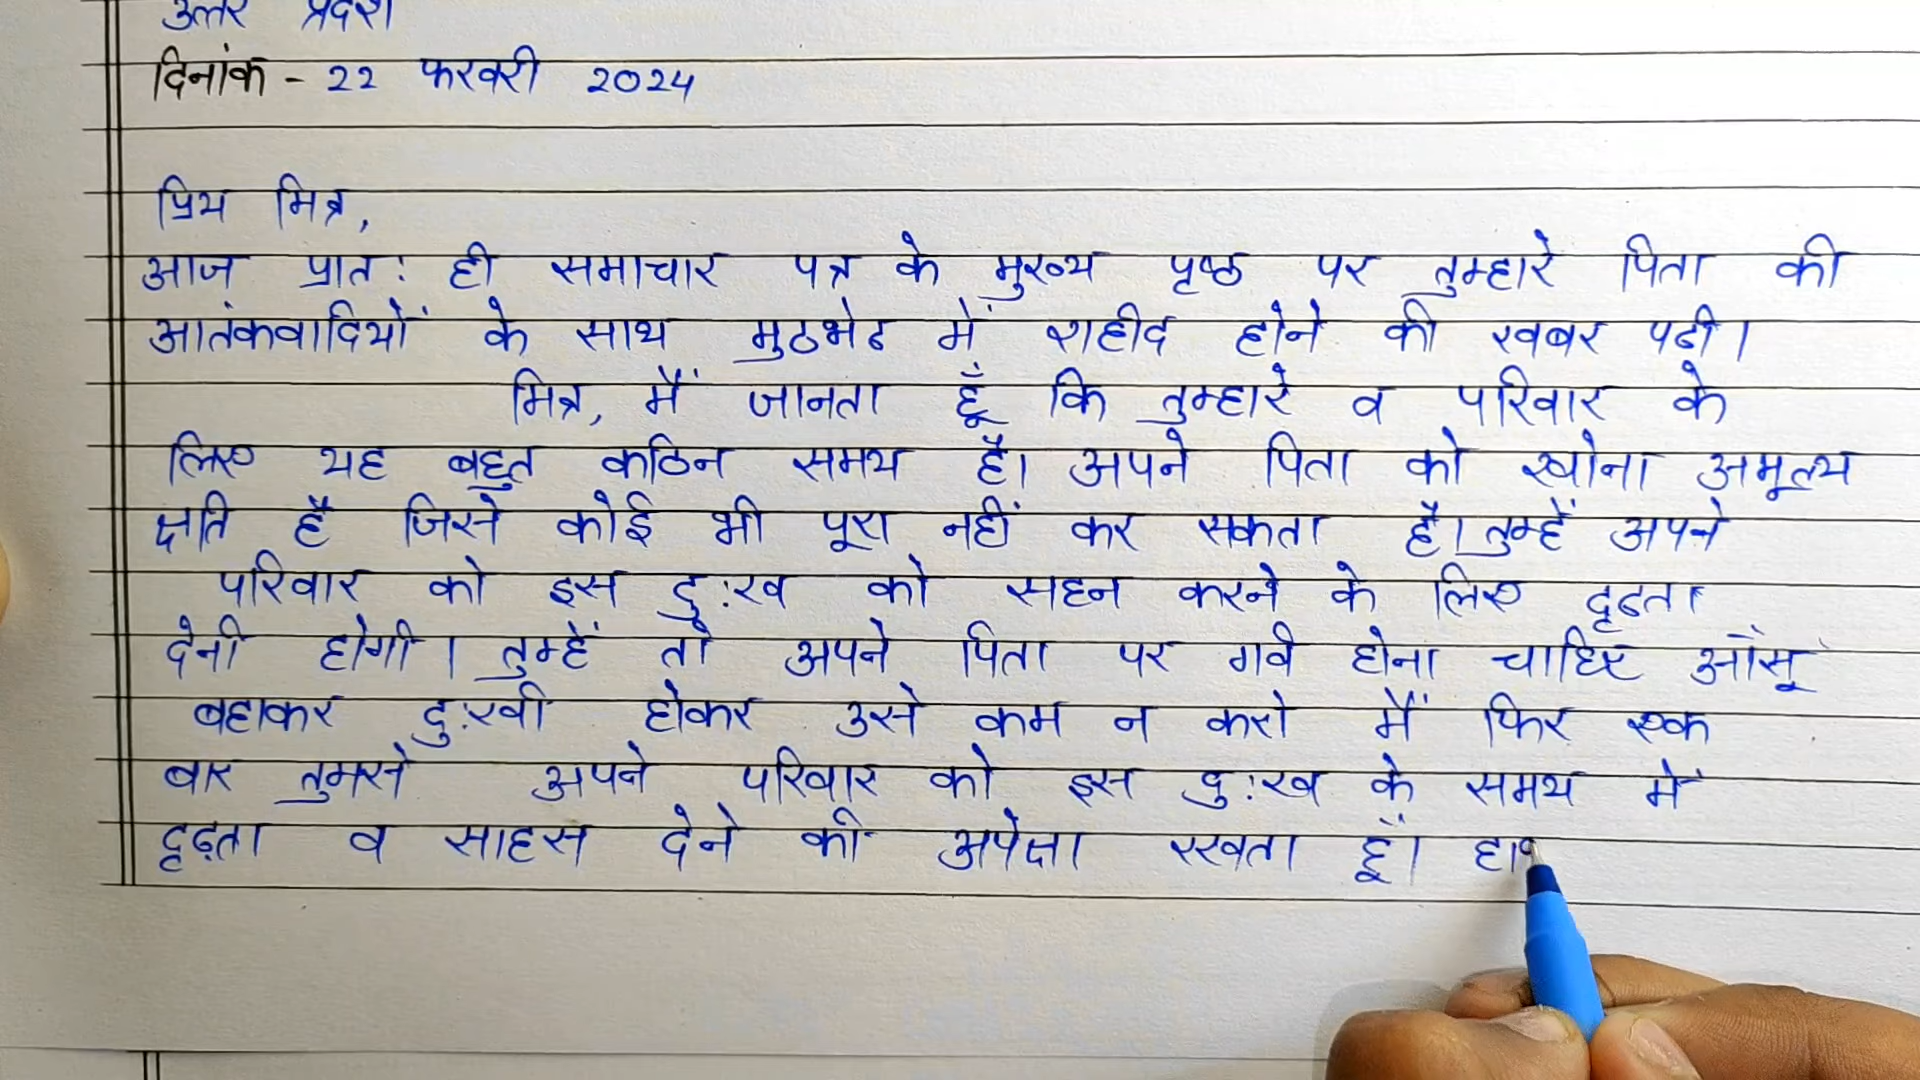 उत्तर प्रदेश
दिनांक - 22 फरवरी 2024
प्रिय मित्र,
आज प्रात: ही समाचार पत्र के मुख्य पृष्ठ पर तुम्हारे पिता की
आतंकवादियों के साथ मुठभेढ में शहीद होने की खबर पढी।
मित्र, मैं जानता हूँ कि तुम्हारे व परिवार के
लिए यह बहुत कठिन समय है। अपने पिता को खोना अमूल्य
क्षति है जिसे कोई भी पूरा नहीं कर सकता है। तुम्हें अपने
परिवार को इस दु:ख को सहन करने के लिए दृढता
देनी होगी। तुम्हें तो अपने पिता पर गर्व होना चाहिए आँसू
बहाकर दु:खी होकर उसे कम न करो मैं फिर एक
बार तुमसे अपने परिवार को इस दु:ख के समय में
दृढ़ता व साहस देने की अपेक्षा रखता हूँ।